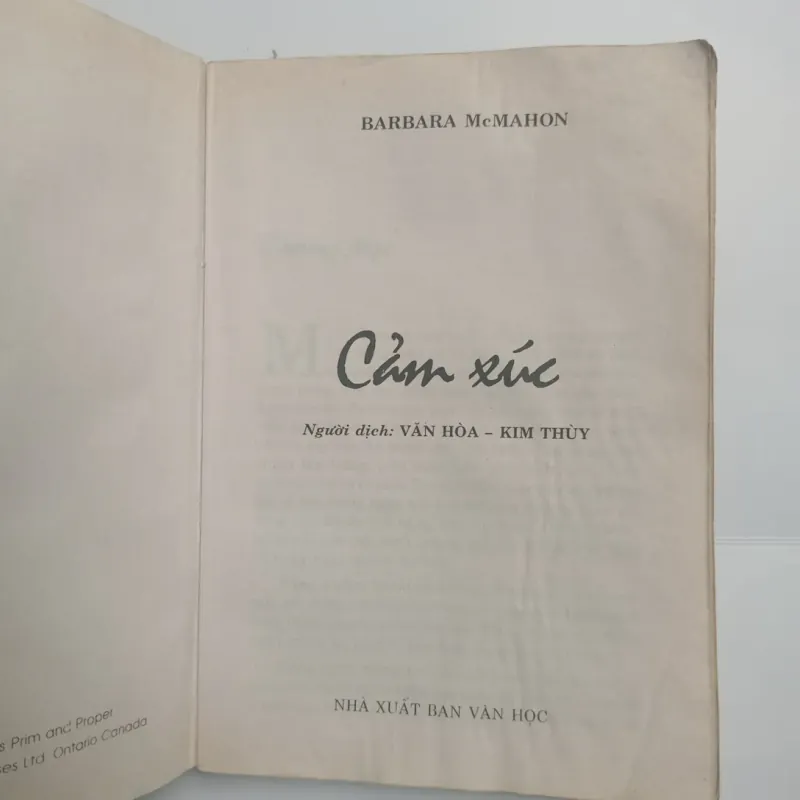 s Prim and Proper
ses Ltd. Ontario Canada
BARBARA McMAHON
Cảm xúc
Người dịch: VĂN HÒA – KIM THÙY
NHÀ XUẤT BẢN VĂN HỌC